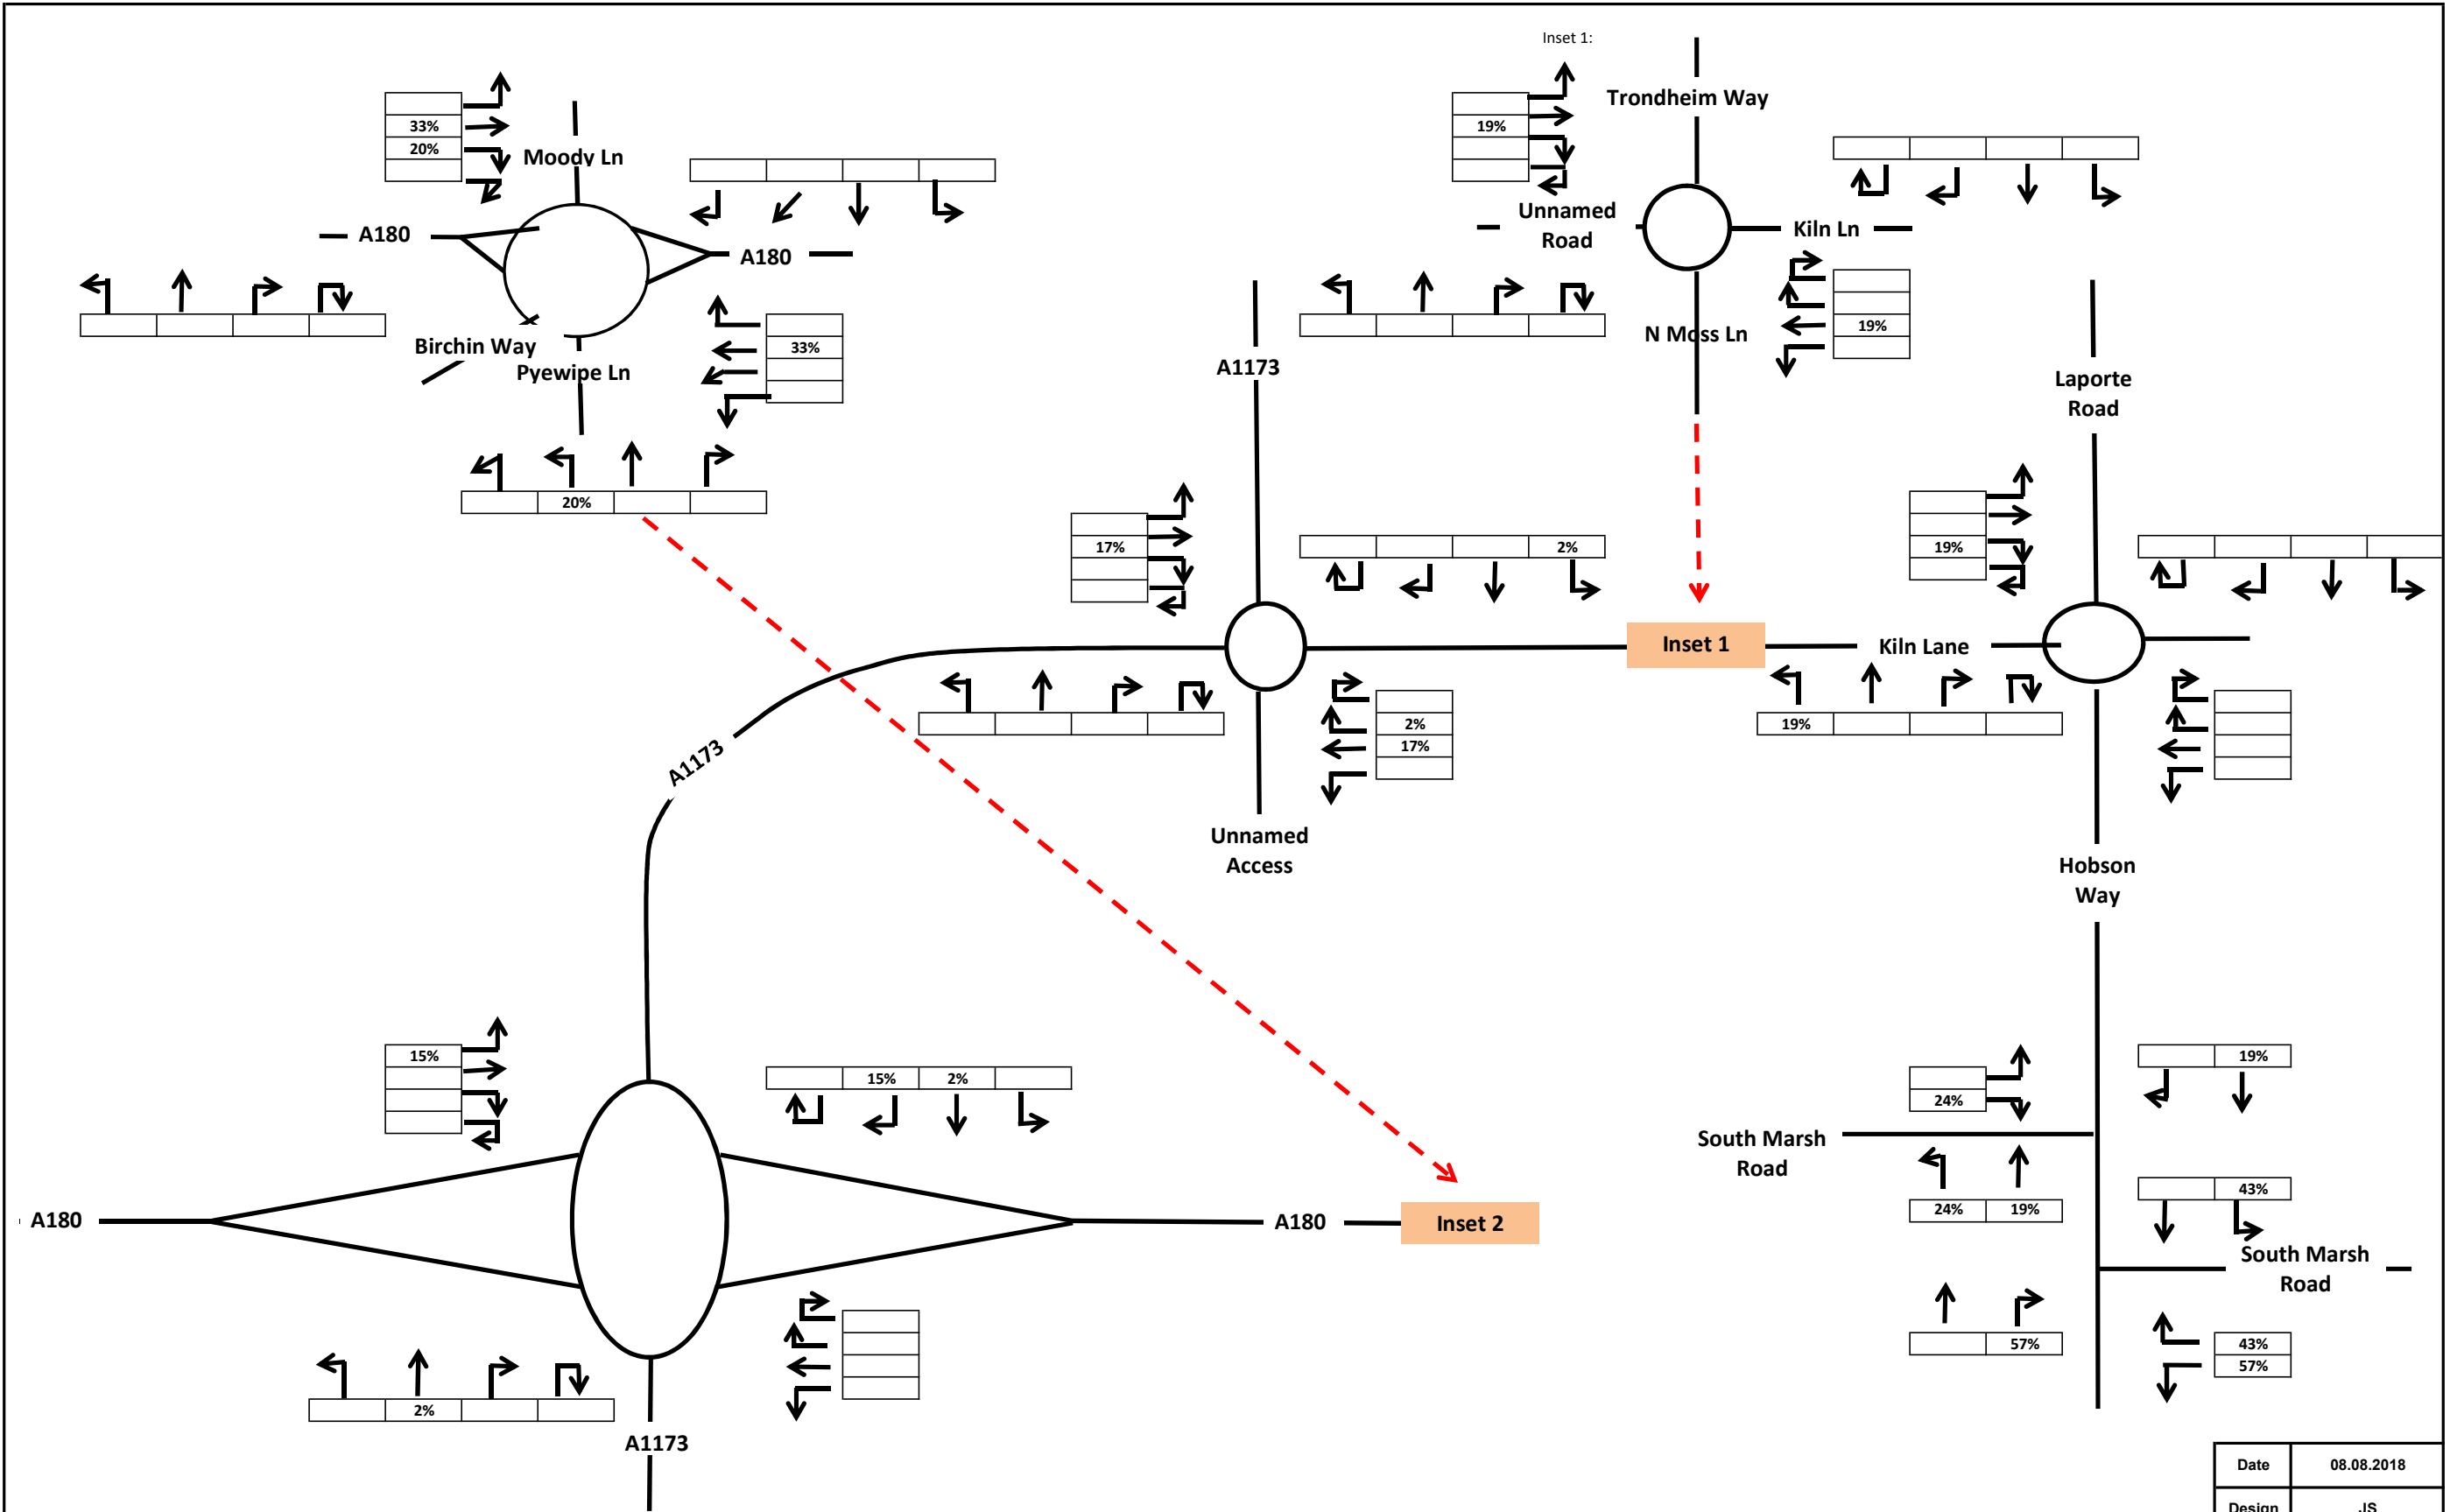 Inset 1:
Trondheim Way
33%
20%
Moody Ln
19%
Unnamed
Road
Kiln Ln
A180
A180
Birchin Way
Pyewipe Ln
33%
N Moss Ln
19%
A1173
Laporte
Road
20%
17%
2%
19%
Inset 1
Kiln Lane
2%
17%
19%
A1173
Unnamed
Access
Hobson
Way
15%
15%
2%
24%
19%
South Marsh
Road
24%
19%
43%
A180
A180
Inset 2
South Marsh
Road
57%
43%
57%
2%
A1173
Date
08.08.2018
Design
JS